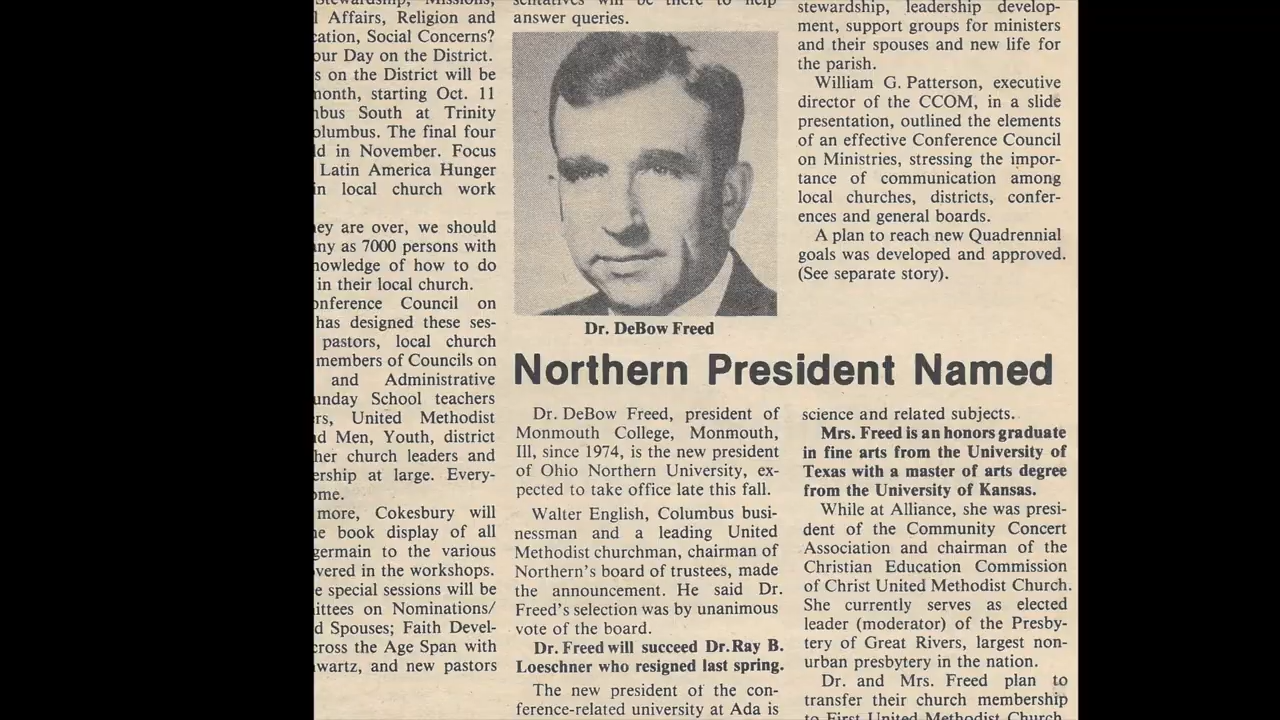 Stewardship, Missions,
l Affairs, Religion and
cation, Social Concerns?
our Day on the District.
s on the District will be
month, starting Oct. 11
nbus South at Trinity
olumbus. The final four
ld in November. Focus
Latin America Hunger
in local church work
ey are over, we should
ny as 7000 persons with
nowledge of how to do
in their local church.
onference Council on
has designed these ses-
pastors, local church
members of Councils on
and Administrative
unday School teachers
rs, United Methodist
d Men, Youth, district
her church leaders and
ership at large. Every-
ome.
more, Cokesbury will
e book display of all
germain to the various
vered in the workshops.
e special sessions will be
ittees on Nominations/
d Spouses; Faith Devel-
cross the Age Span with
wartz, and new pastors
sentatives will be there to help
answer queries.
Dr. DeBow Freed
stewardship, leadership develop-
ment, support groups for ministers
and their spouses and new life for
the parish.
William G. Patterson, executive
director of the CCOM, in a slide
presentation, outlined the elements
of an effective Conference Council
on Ministries, stressing the impor-
tance of communication among
local churches, districts, confer-
ences and general boards.
A plan to reach new Quadrennial
goals was developed and approved.
(See separate story).
Northern President Named
Dr. DeBow Freed, president of
Monmouth College, Monmouth,
Ill, since 1974, is the new president
of Ohio Northern University, ex-
pected to take office late this fall.
Walter English, Columbus busi-
nessman and a leading United
Methodist churchman, chairman of
Northern's board of trustees, made
the announcement. He said Dr.
Freed's selection was by unanimous
vote of the board.
Dr. Freed will succeed Dr. Ray B.
Loeschner who resigned last spring.
The new president of the con-
ference-related university at Ada is
science and related subjects.
Mrs. Freed is an honors graduate
in fine arts from the University of
Texas with a master of arts degree
from the University of Kansas.
While at Alliance, she was presi-
dent of the Community Concert
Association and chairman of the
Christian Education Commission
of Christ United Methodist Church.
She currently serves as elected
leader (moderator) of the Presby-
tery of Great Rivers, largest non-
urban presbytery in the nation.
Dr. and Mrs. Freed plan to
transfer their church membership
to First United Methodist Church,